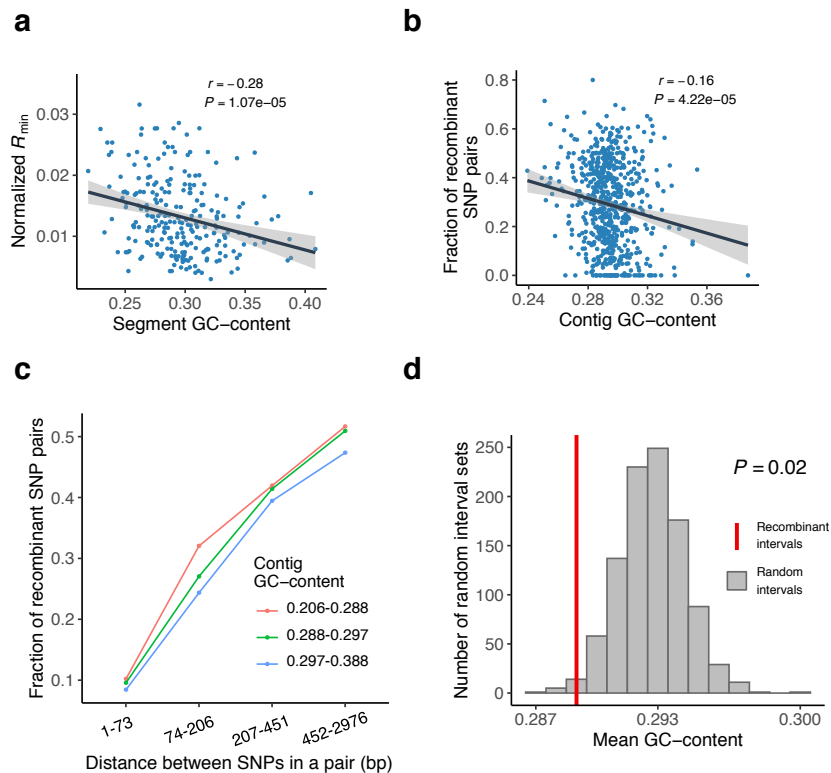 a
r = −0.28
P = 1.07e−05
Normalized Rmin
0.03
0.02
0.01
0.25
0.30
0.35
0.40
Segment GC−content
b
r = −0.16
P = 4.22e−05
Fraction of recombinant
SNP pairs
0.8
0.6
0.4
0.2
0.0
0.24
0.28
0.32
0.36
Contig GC−content
c
Fraction of recombinant SNP pairs
0.5
0.4
0.3
0.2
0.1
Contig
GC−content
0.206-0.288
0.288-0.297
0.297-0.388
1-73
74-206
207-451
452-2976
Distance between SNPs in a pair (bp)
d
Number of random interval sets
250
200
150
100
50
0
P = 0.02
Recombinant
intervals
Random
intervals
0.287
0.293
0.300
Mean GC−content